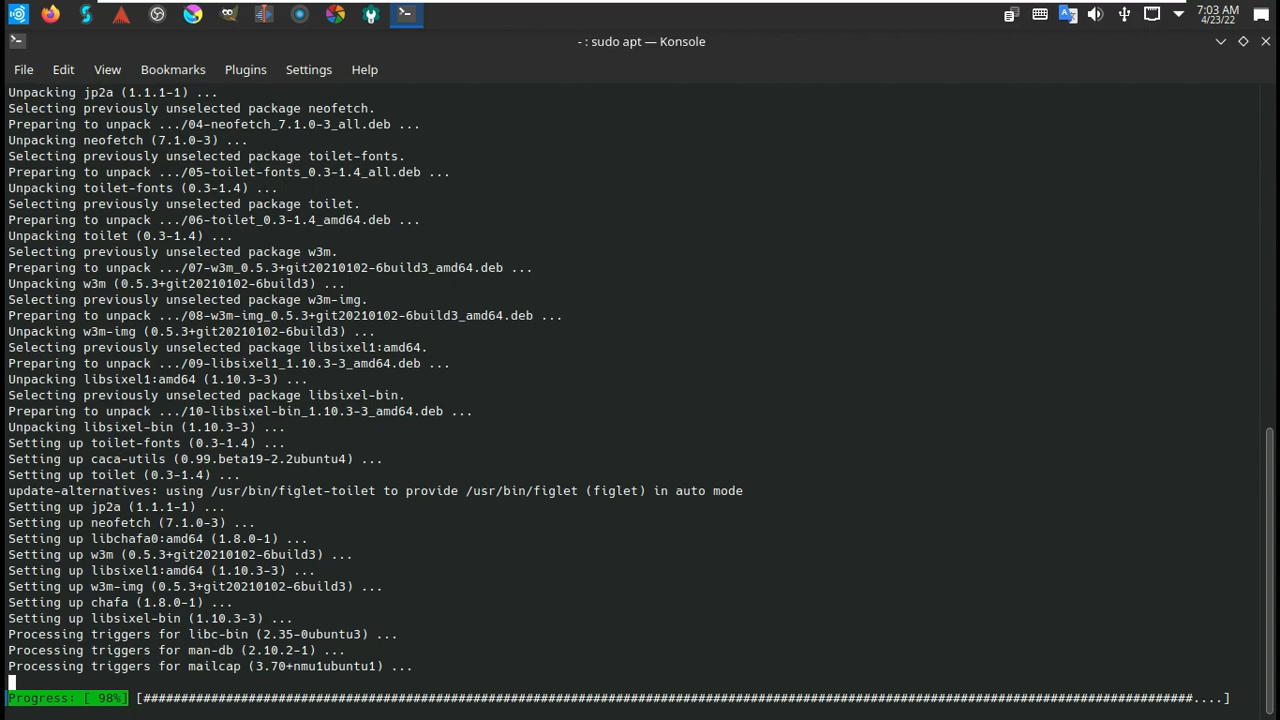 7:03 AM
4/23/22
- : sudo apt — Konsole
File Edit View Bookmarks Plugins Settings Help
Unpacking jp2a (1.1.1-1) ...
Selecting previously unselected package neofetch.
Preparing to unpack .../04-neofetch_7.1.0-3_all.deb ...
Unpacking neofetch (7.1.0-3) ...
Selecting previously unselected package toilet-fonts.
Preparing to unpack .../05-toilet-fonts_0.3-1.4_all.deb ...
Unpacking toilet-fonts (0.3-1.4) ...
Selecting previously unselected package toilet.
Preparing to unpack .../06-toilet_0.3-1.4_amd64.deb ...
Unpacking toilet (0.3-1.4) ...
Selecting previously unselected package w3m.
Preparing to unpack .../07-w3m_0.5.3+git20210102-6build3_amd64.deb ...
Unpacking w3m (0.5.3+git20210102-6build3) ...
Selecting previously unselected package w3m-img.
Preparing to unpack .../08-w3m-img_0.5.3+git20210102-6build3_amd64.deb ...
Unpacking w3m-img (0.5.3+git20210102-6build3) ...
Selecting previously unselected package libsixel1:amd64.
Preparing to unpack .../09-libsixel1_1.10.3-3_amd64.deb ...
Unpacking libsixel1:amd64 (1.10.3-3) ...
Selecting previously unselected package libsixel-bin.
Preparing to unpack .../10-libsixel-bin_1.10.3-3_amd64.deb ...
Unpacking libsixel-bin (1.10.3-3) ...
Setting up toilet-fonts (0.3-1.4) ...
Setting up caca-utils (0.99.beta19-2.2ubuntu4) ...
Setting up toilet (0.3-1.4) ...
update-alternatives: using /usr/bin/figlet-toilet to provide /usr/bin/figlet (figlet) in auto mode
Setting up jp2a (1.1.1-1) ...
Setting up neofetch (7.1.0-3) ...
Setting up libchafa0:amd64 (1.8.0-1) ...
Setting up w3m (0.5.3+git20210102-6build3) ...
Setting up libsixel1:amd64 (1.10.3-3) ...
Setting up w3m-img (0.5.3+git20210102-6build3) ...
Setting up chafa (1.8.0-1) ...
Setting up libsixel-bin (1.10.3-3) ...
Processing triggers for libc-bin (2.35-0ubuntu3) ...
Processing triggers for man-db (2.10.2-1) ...
Processing triggers for mailcap (3.70+nmu1ubuntu1) ...
Progress: [ 98%] [############################################################################################################################################....]